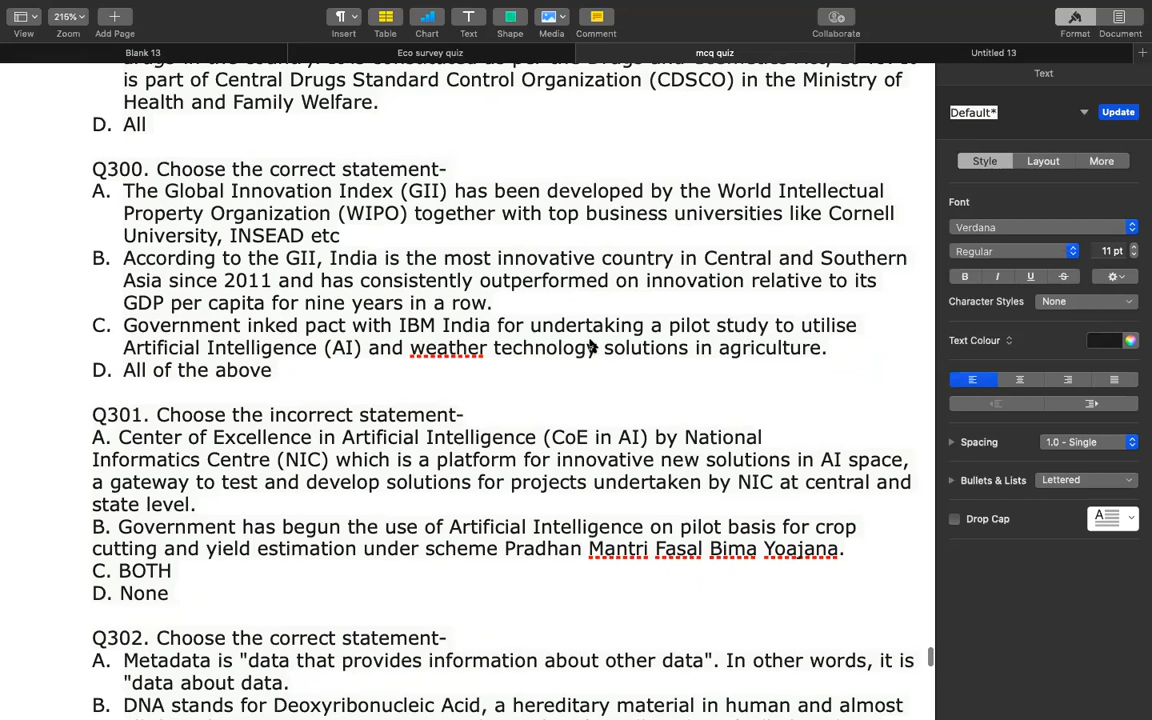 215%
View
Zoom
Add Page
Insert
Table
Chart
Text
Shape
Media
Comment
Collaborate
Format
Document
Blank 13
Eco survey quiz
mcq quiz
Untitled 13
is part of Central Drugs Standard Control Organization (CDSCO) in the Ministry of
Health and Family Welfare.
D. All
Q300. Choose the correct statement-
A. The Global Innovation Index (GII) has been developed by the World Intellectual
Property Organization (WIPO) together with top business universities like Cornell
University, INSEAD etc
B. According to the GII, India is the most innovative country in Central and Southern
Asia since 2011 and has consistently outperformed on innovation relative to its
GDP per capita for nine years in a row.
C. Government inked pact with IBM India for undertaking a pilot study to utilise
Artificial Intelligence (AI) and weather technology solutions in agriculture.
D. All of the above
Q301. Choose the incorrect statement-
A. Center of Excellence in Artificial Intelligence (CoE in AI) by National
Informatics Centre (NIC) which is a platform for innovative new solutions in AI space,
a gateway to test and develop solutions for projects undertaken by NIC at central and
state level.
B. Government has begun the use of Artificial Intelligence on pilot basis for crop
cutting and yield estimation under scheme Pradhan Mantri Fasal Bima Yoajana.
C. BOTH
D. None
Q302. Choose the correct statement-
A. Metadata is "data that provides information about other data". In other words, it is
"data about data.
B. DNA stands for Deoxyribonucleic Acid, a hereditary material in human and almost
Text
Default*
Update
Style
Layout
More
Font
Verdana
Regular
11 pt
B I U S
Character Styles
None
Text Colour
Spacing
1.0 - Single
Bullets & Lists
Lettered
Drop Cap
A